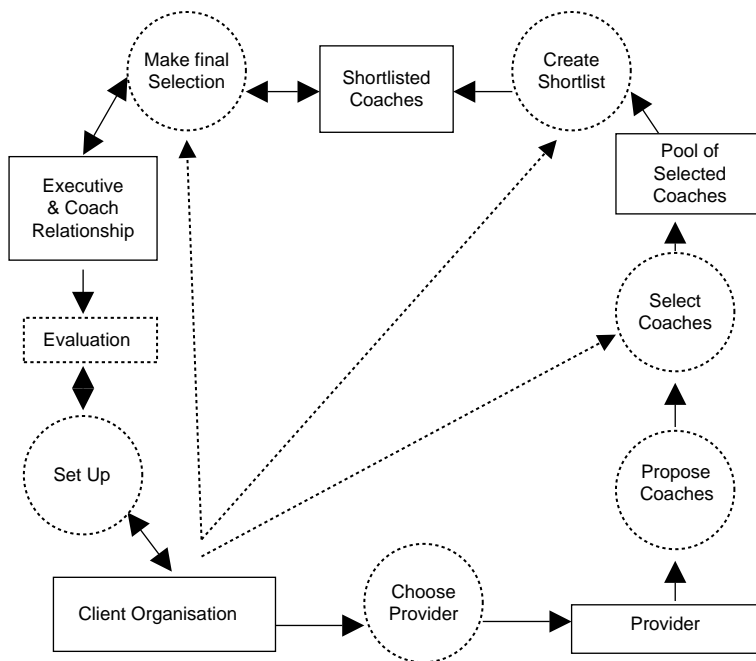 Make final
Selection
Shortlisted
Coaches
Create
Shortlist
Pool of
Selected
Coaches
Executive
& Coach
Relationship
Select
Coaches
Evaluation
Set Up
Propose
Coaches
Client Organisation
Choose
Provider
Provider